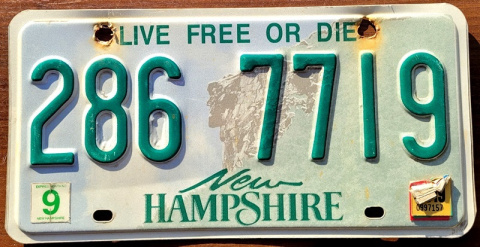 LIVE FREE OR DIE
286 7719
9
New
HAMPSHIRE